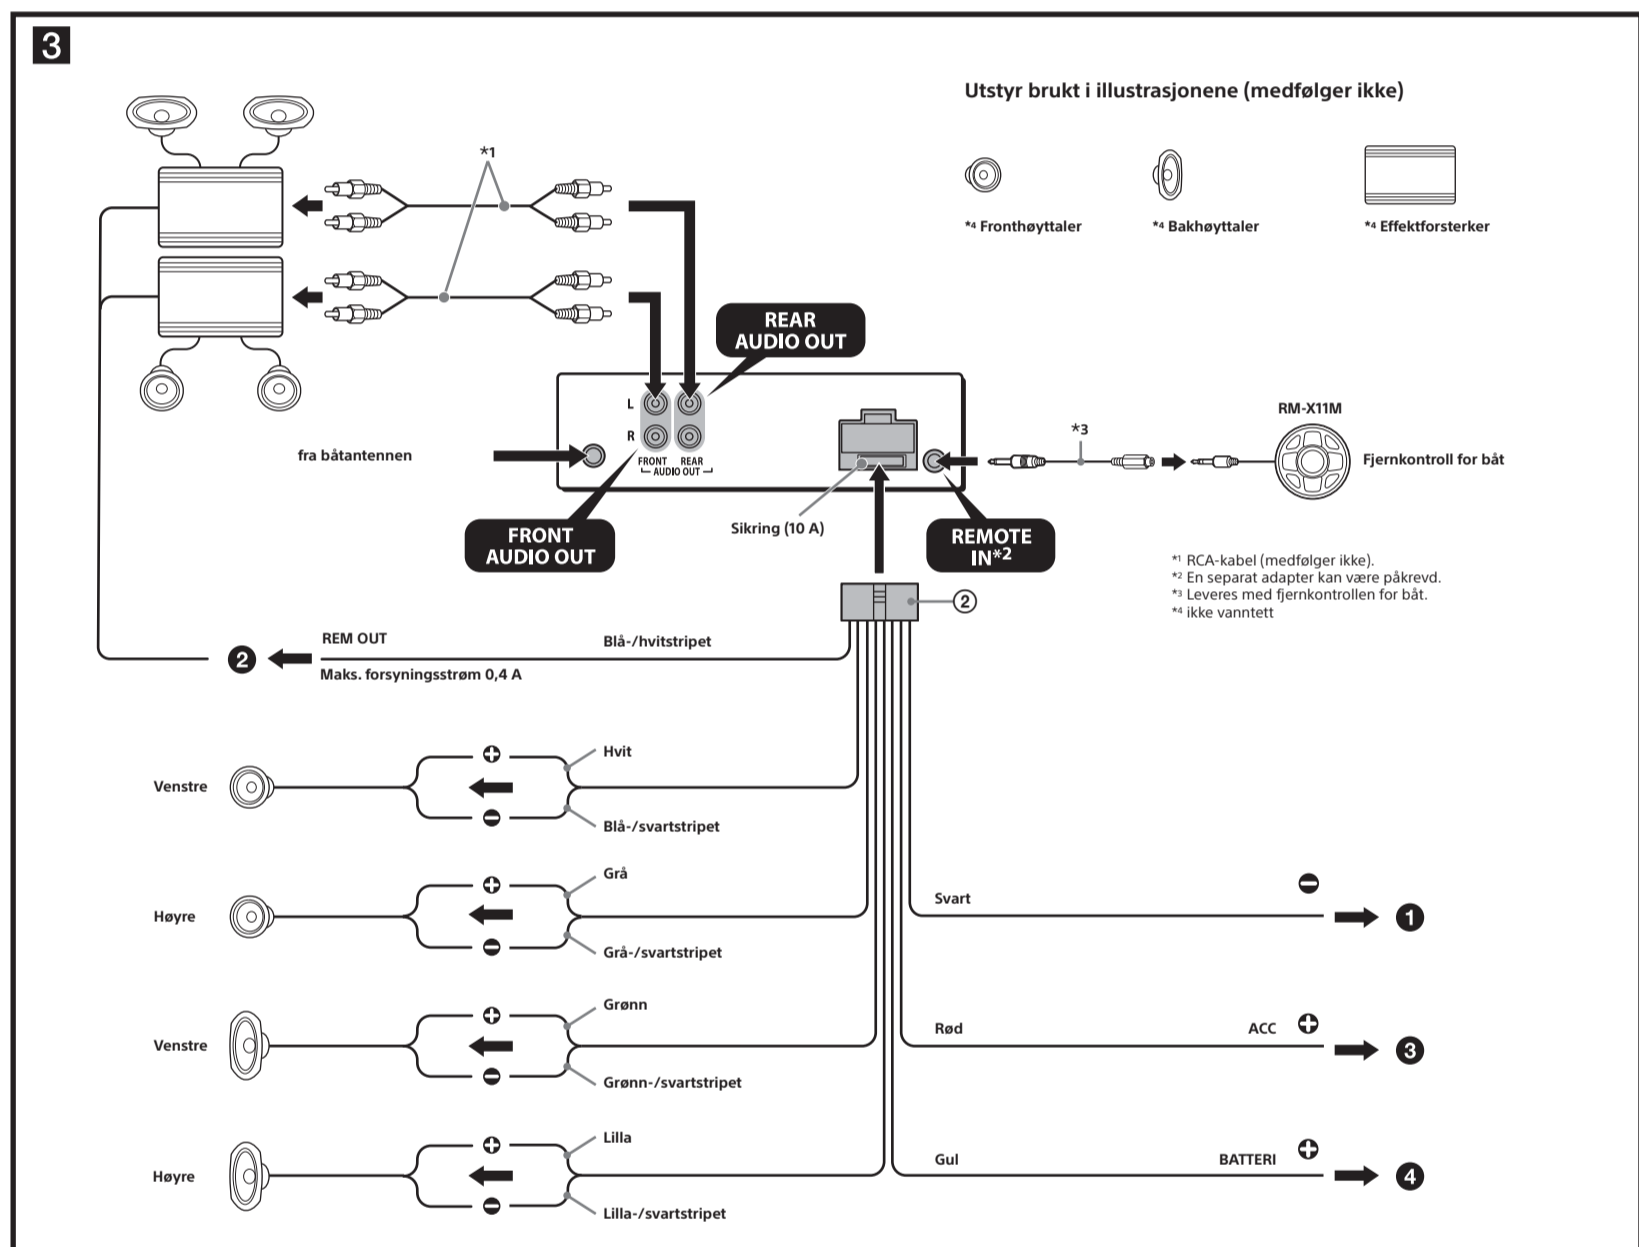 3
Utstyr brukt i illustrasjonene (medfølger ikke)
*4 Fronthøyttaler
*4 Bakhøyttaler
*4 Effektforsterker
*1
REAR
AUDIO OUT
L
R
FRONT REAR
AUDIO OUT
fra båtantennen
FRONT
AUDIO OUT
Sikring (10 A)
REMOTE
IN*2
*3
RM-X11M
Fjernkontroll for båt
*1 RCA-kabel (medfølger ikke).
*2 En separat adapter kan være påkrevd.
*3 Leveres med fjernkontrollen for båt.
*4 ikke vanntett
2
2
REM OUT
Blå-/hvitstripet
Maks. forsyningsstrøm 0,4 A
Venstre
+
Hvit
−
Blå-/svartstripet
Høyre
+
Grå
−
Grå-/svartstripet
Venstre
+
Grønn
−
Grønn-/svartstripet
Høyre
+
Lilla
−
Lilla-/svartstripet
Svart
−
1
Rød
ACC +
3
Gul
BATTERI +
4